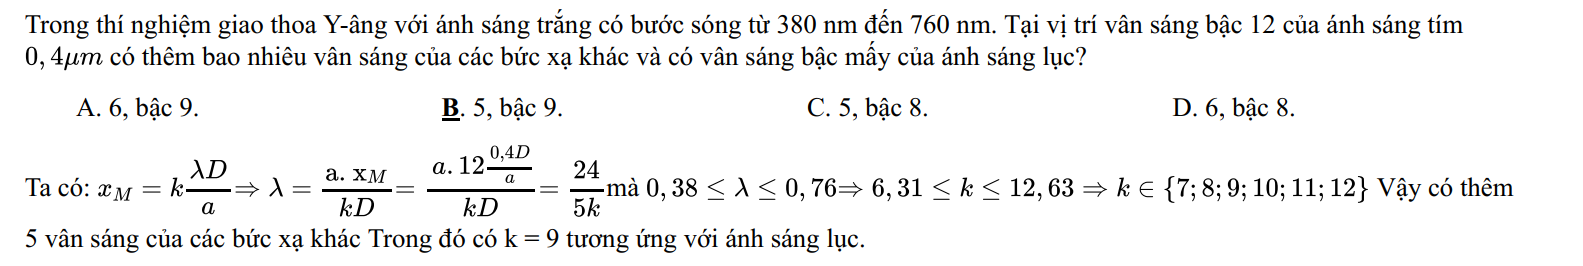 Trong thí nghiệm giao thoa Y-âng với ánh sáng trắng có bước sóng từ 380 nm đến 760 nm. Tại vị trí vân sáng bậc 12 của ánh sáng tím
0, 4μm có thêm bao nhiêu vân sáng của các bức xạ khác và có vân sáng bậc mấy của ánh sáng lục?
A. 6, bậc 9. B. 5, bậc 9. C. 5, bậc 8. D. 6, bậc 8.
Ta có: $x_M = k\frac{\lambda D}{a} \Rightarrow \lambda = \frac{a. x_M}{kD} = \frac{a. 12\frac{0,4D}{a}}{kD} = \frac{24}{5k}$ mà $0, 38 \leq \lambda \leq 0, 76 \Rightarrow 6, 31 \leq k \leq 12, 63 \Rightarrow k \in \{7; 8; 9; 10; 11; 12\}$ Vậy có thêm
5 vân sáng của các bức xạ khác Trong đó có k = 9 tương ứng với ánh sáng lục.